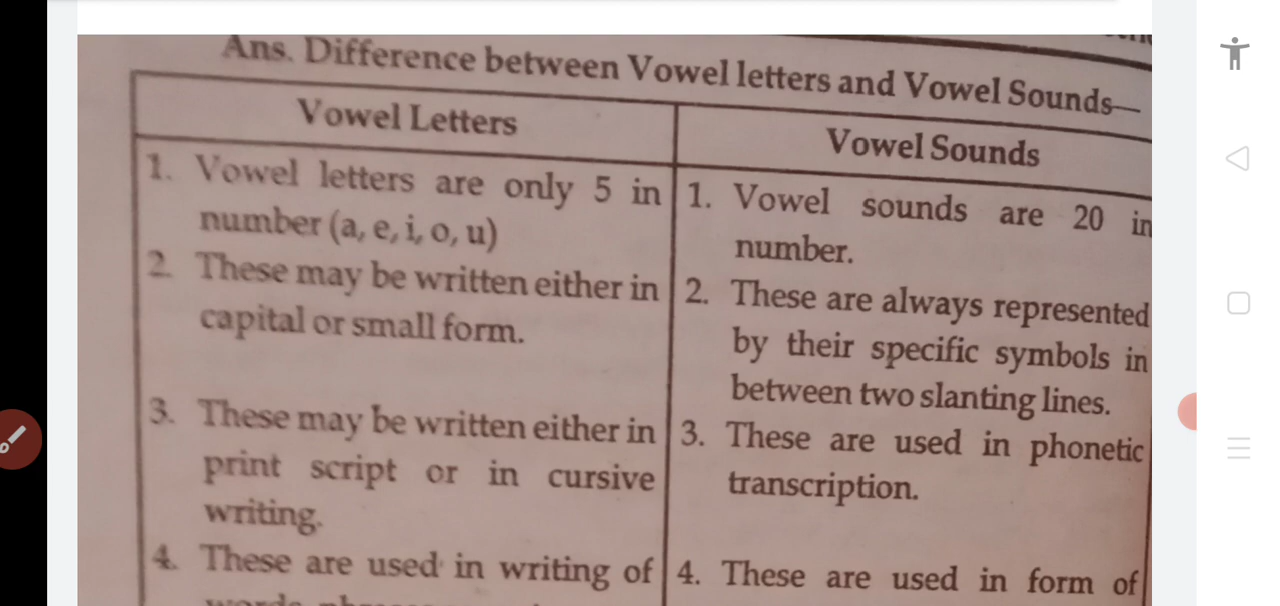 Ans. Difference between Vowel letters and Vowel Sounds—
Vowel Letters
1. Vowel letters are only 5 in
number (a, e, i, o, u)
2. These may be written either in
capital or small form.
3. These may be written either in
print script or in cursive
writing.
4. These are used in writing of
Vowel Sounds
1. Vowel sounds are 20 in
number.
2. These are always represented
by their specific symbols in
between two slanting lines.
3. These are used in phonetic
transcription.
4. These are used in form of